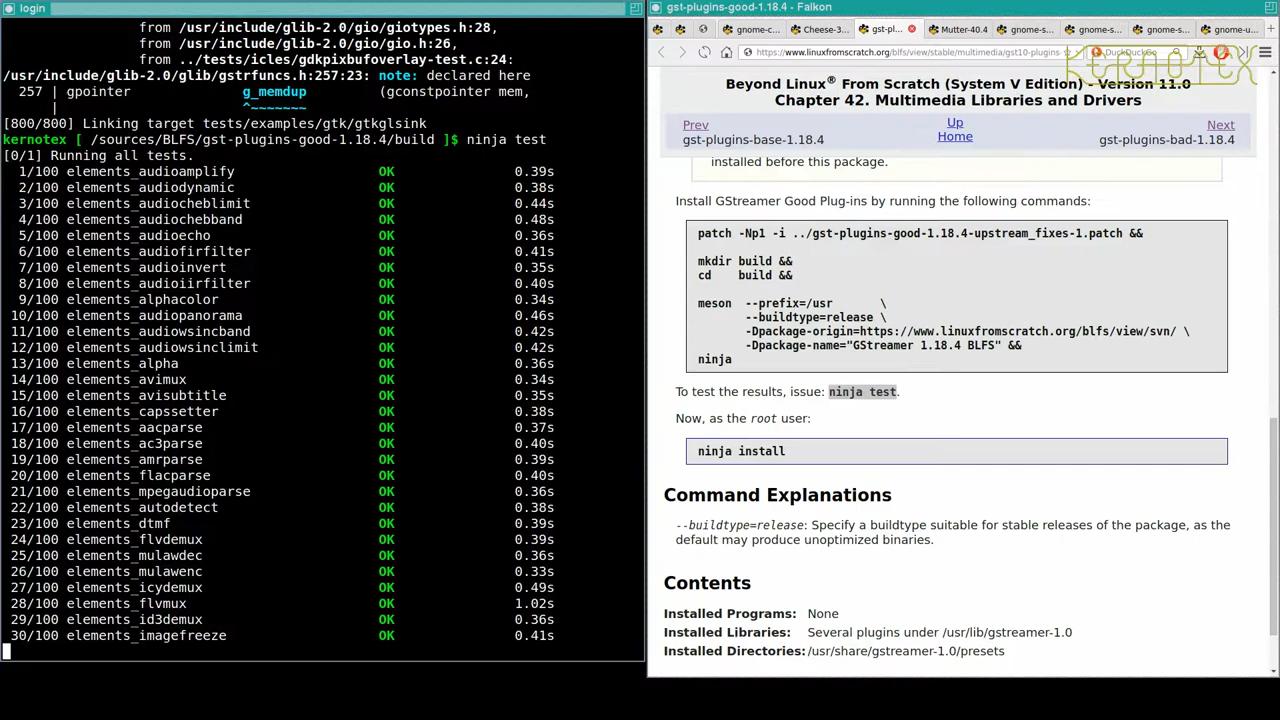 login
from /usr/include/glib-2.0/gio/giotypes.h:28,
from /usr/include/glib-2.0/gio/gio.h:26,
from ../tests/icles/gdkpixbufoverlay-test.c:24:
/usr/include/glib-2.0/glib/gstrfuncs.h:257:23: note: declared here
257 | gpointer g_memdup (gconstpointer mem,
| ^~~~~~~~
[800/800] Linking target tests/examples/gtk/gtkglsink
kernotex [ /sources/BLFS/gst-plugins-good-1.18.4/build ]$ ninja test
[0/1] Running all tests.
1/100 elements_audioamplify OK 0.39s
2/100 elements_audiodynamic OK 0.38s
3/100 elements_audiocheblimit OK 0.44s
4/100 elements_audiochebband OK 0.48s
5/100 elements_audioecho OK 0.36s
6/100 elements_audiofirfilter OK 0.41s
7/100 elements_audioinvert OK 0.35s
8/100 elements_audioiirfilter OK 0.40s
9/100 elements_alphacolor OK 0.34s
10/100 elements_audiopanorama OK 0.46s
11/100 elements_audiowsincband OK 0.42s
12/100 elements_audiowsinclimit OK 0.42s
13/100 elements_alpha OK 0.36s
14/100 elements_avimux OK 0.34s
15/100 elements_avisubtitle OK 0.35s
16/100 elements_capssetter OK 0.38s
17/100 elements_aacparse OK 0.37s
18/100 elements_ac3parse OK 0.40s
19/100 elements_amrparse OK 0.39s
20/100 elements_flacparse OK 0.40s
21/100 elements_mpegaudioparse OK 0.36s
22/100 elements_autodetect OK 0.38s
23/100 elements_dtmf OK 0.39s
24/100 elements_flvdemux OK 0.39s
25/100 elements_mulawdec OK 0.36s
26/100 elements_mulawenc OK 0.33s
27/100 elements_icydemux OK 0.49s
28/100 elements_flvmux OK 1.02s
29/100 elements_id3demux OK 0.36s
30/100 elements_imagefreeze OK 0.41s
gst-plugins-good-1.18.4 - Falkon
gnome-c... Cheese-3... gst-pl... Mutter-40.4 gnome-s... gnome-s... gnome-s... gnome-u...
https://www.linuxfromscratch.org/blfs/view/stable/multimedia/gst10-plugins- DuckDuckGo
KERNOTEX
Beyond Linux® From Scratch (System V Edition) - Version 11.0
Chapter 42. Multimedia Libraries and Drivers
Prev Up Next
gst-plugins-base-1.18.4 Home gst-plugins-bad-1.18.4
installed before this package.
Install GStreamer Good Plug-ins by running the following commands:
patch -Np1 -i ../gst-plugins-good-1.18.4-upstream_fixes-1.patch &&
mkdir build &&
cd build &&
meson --prefix=/usr \
--buildtype=release \
-Dpackage-origin=https://www.linuxfromscratch.org/blfs/view/svn/ \
-Dpackage-name="GStreamer 1.18.4 BLFS" &&
ninja
To test the results, issue: ninja test.
Now, as the root user:
ninja install
Command Explanations
--buildtype=release: Specify a buildtype suitable for stable releases of the package, as the
default may produce unoptimized binaries.
Contents
Installed Programs: None
Installed Libraries: Several plugins under /usr/lib/gstreamer-1.0
Installed Directories: /usr/share/gstreamer-1.0/presets